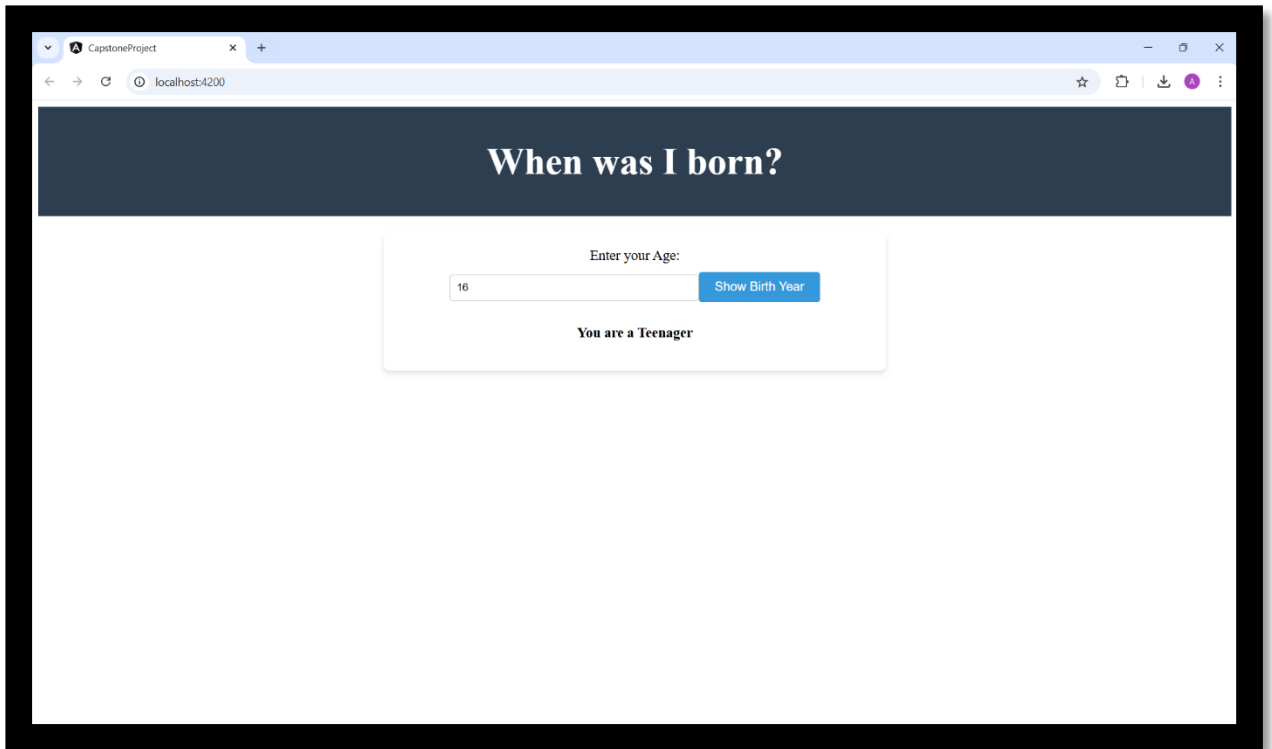 CapstoneProject
localhost:4200
A
When was I born?
Enter your Age:
16
Show Birth Year
You are a Teenager